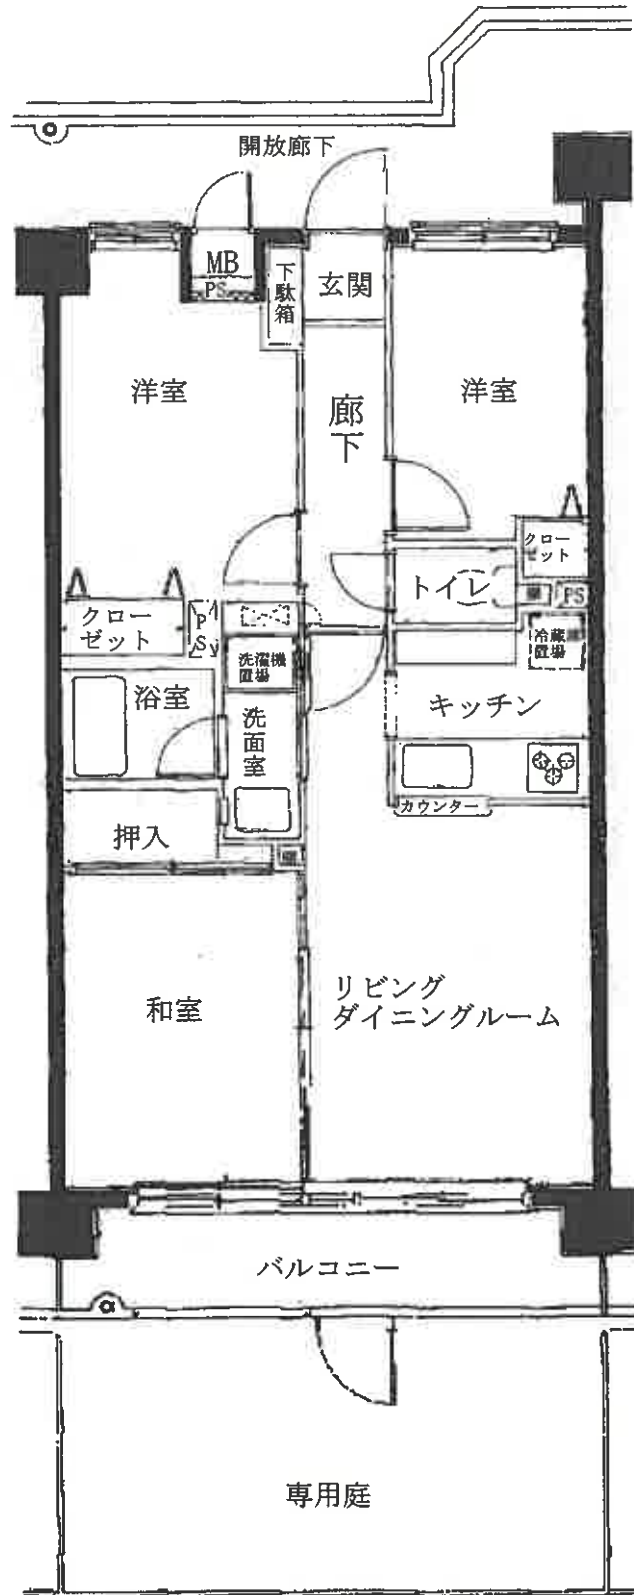 開放廊下
MB
PS
下駄箱
玄関
洋室
廊下
洋室
クローゼット
トイレ
PS
クローゼット
PS
冷蔵置場
洗濯機置場
浴室
洗面室
キッチン
カウンター
押入
和室
リビング
ダイニングルーム
バルコニー
専用庭